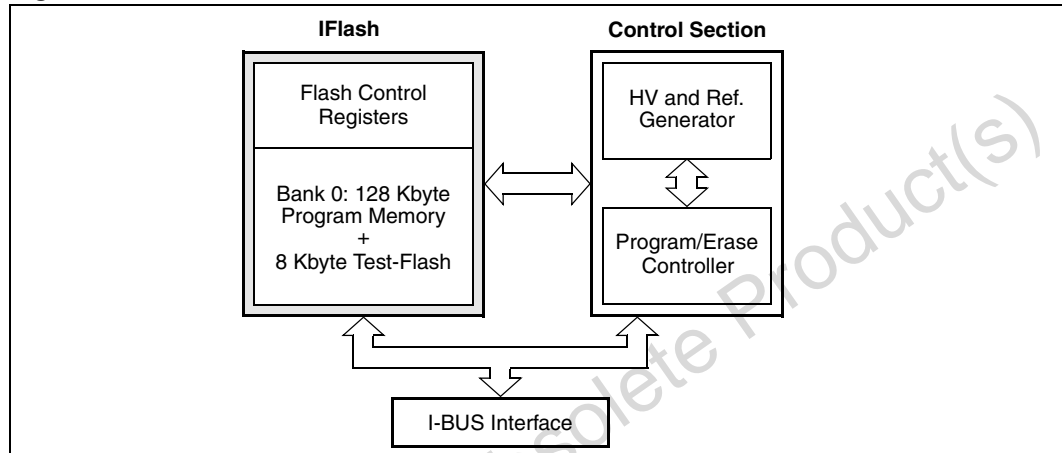 IFlash
Flash Control
Registers
Bank 0: 128 Kbyte
Program Memory
+
8 Kbyte Test-Flash
Control Section
HV and Ref.
Generator
Program/Erase
Controller
I-BUS Interface
solete Product(s)